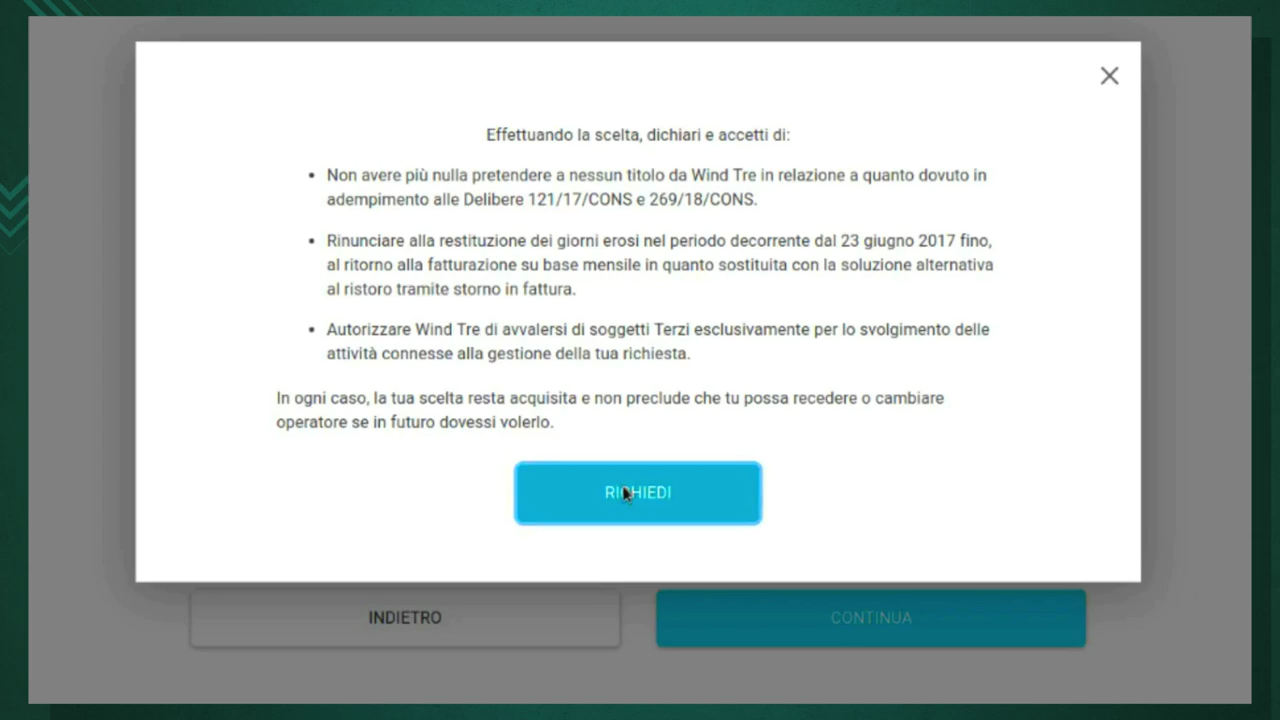 Effettuando la scelta, dichiari e accetti di:
• Non avere più nulla pretendere a nessun titolo da Wind Tre in relazione a quanto dovuto in
adempimento alle Delibere 121/17/CONS e 269/18/CONS.
• Rinunciare alla restituzione dei giorni erosi nel periodo decorrente dal 23 giugno 2017 fino,
al ritorno alla fatturazione su base mensile in quanto sostituita con la soluzione alternativa
al ristoro tramite storno in fattura.
• Autorizzare Wind Tre di avvalersi di soggetti Terzi esclusivamente per lo svolgimento delle
attività connesse alla gestione della tua richiesta.
In ogni caso, la tua scelta resta acquisita e non preclude che tu possa recedere o cambiare
operatore se in futuro dovessi volerlo.
RICHIEDI
INDIETRO
CONTINUA